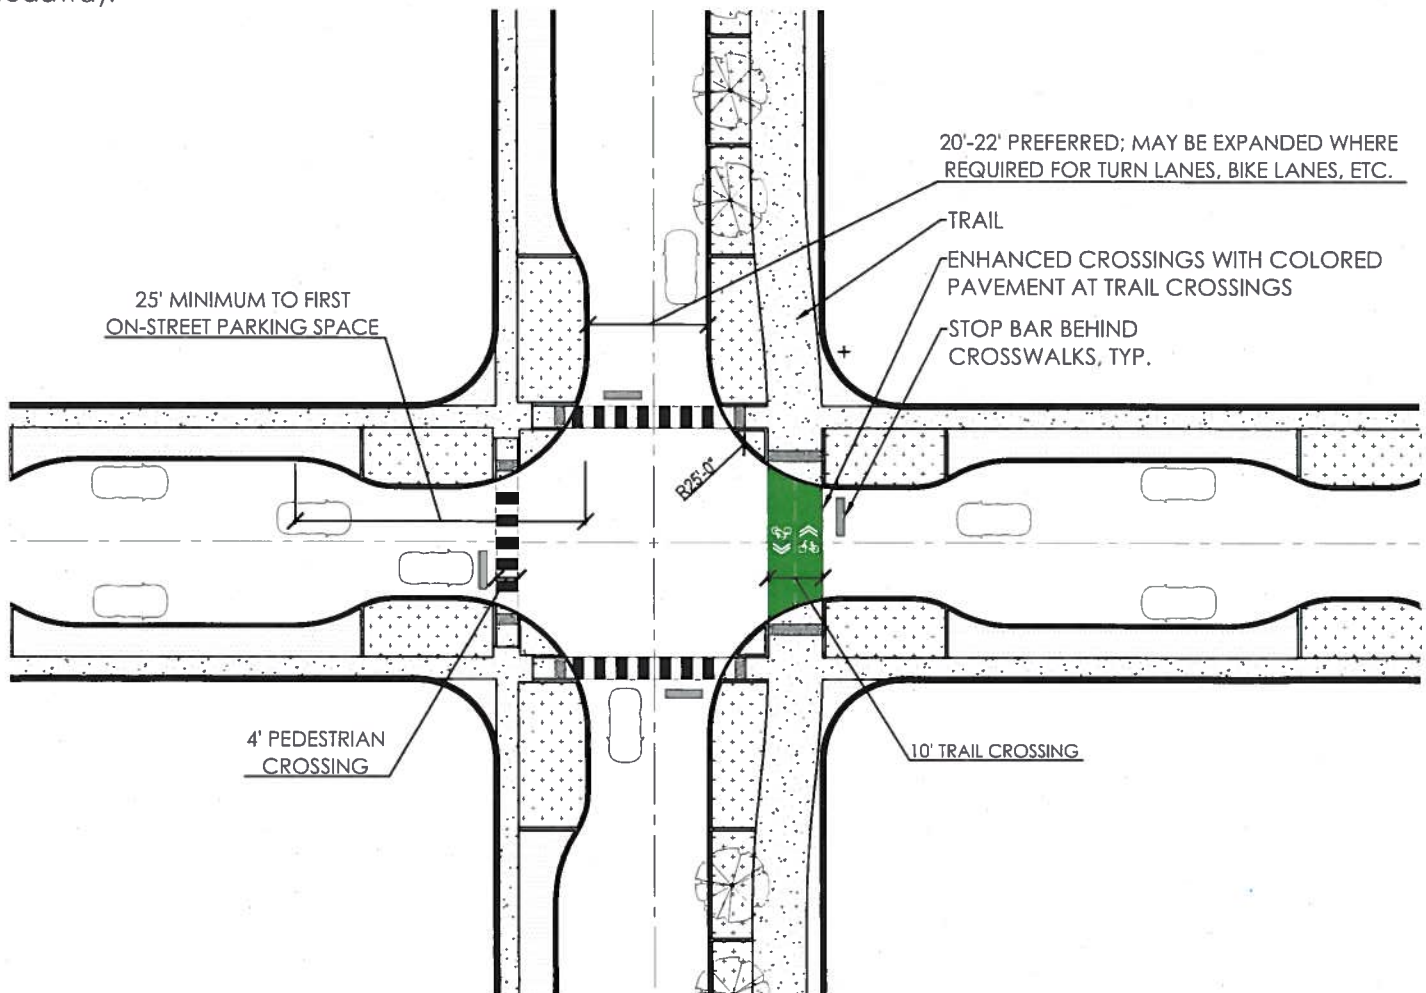 20'-22' PREFERRED; MAY BE EXPANDED WHERE
REQUIRED FOR TURN LANES, BIKE LANES, ETC.
TRAIL
ENHANCED CROSSINGS WITH COLORED
PAVEMENT AT TRAIL CROSSINGS
25' MINIMUM TO FIRST
ON-STREET PARKING SPACE
STOP BAR BEHIND
CROSSWALKS, TYP.
R25'-0"
4' PEDESTRIAN
CROSSING
10' TRAIL CROSSING